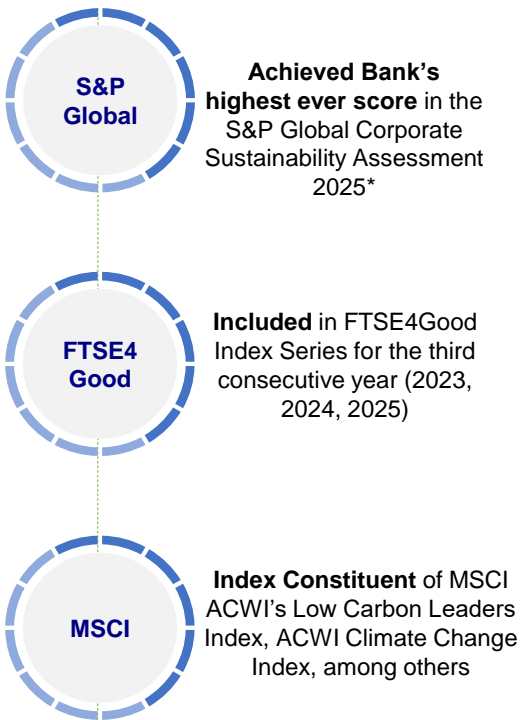 S&P
Global
Achieved Bank's
highest ever score in the
S&P Global Corporate
Sustainability Assessment
2025*
FTSE4
Good
Included in FTSE4Good
Index Series for the third
consecutive year (2023,
2024, 2025)
MSCI
Index Constituent of MSCI
ACWI's Low Carbon Leaders
Index, ACWI Climate Change
Index, among others